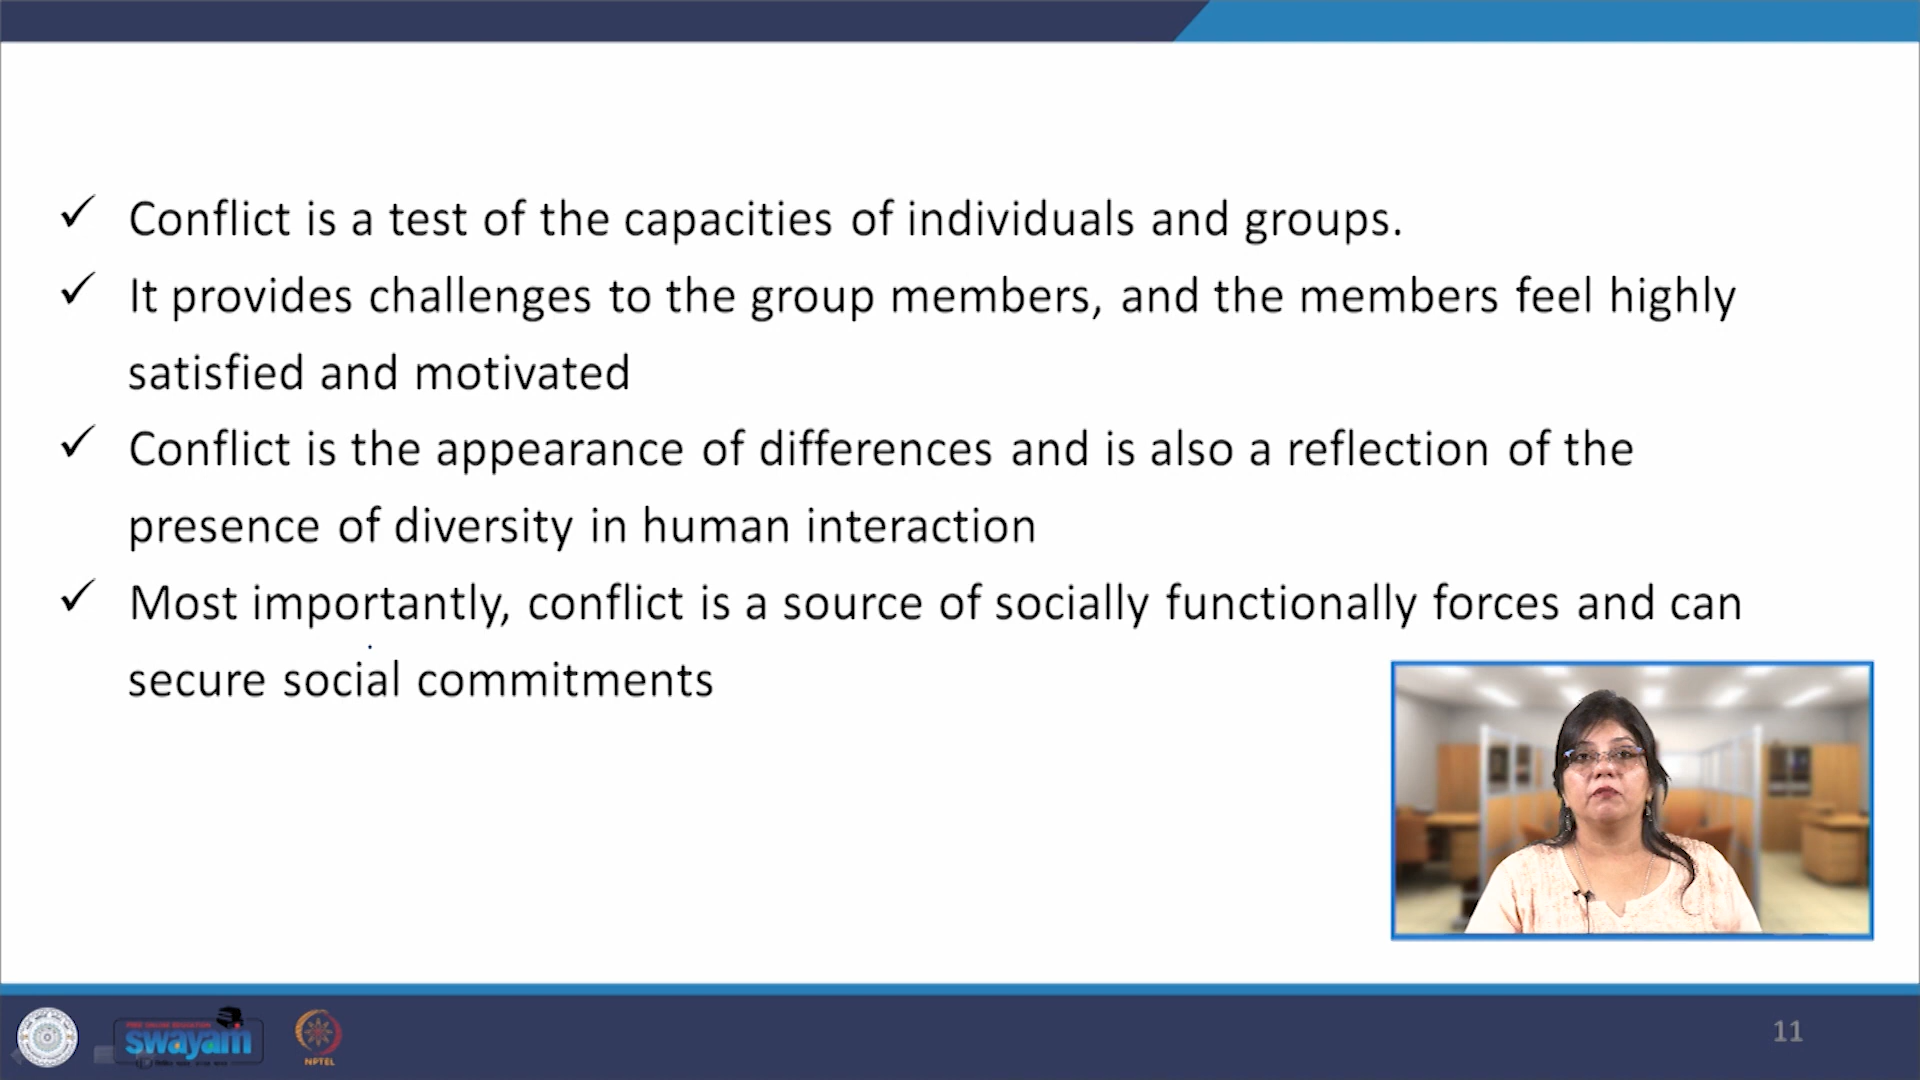 ✓ Conflict is a test of the capacities of individuals and groups.
✓ It provides challenges to the group members, and the members feel highly
satisfied and motivated
✓ Conflict is the appearance of differences and is also a reflection of the
presence of diversity in human interaction
✓ Most importantly, conflict is a source of socially functionally forces and can
secure social commitments
FREE ONLINE EDUCATION
swayam
NPTEL
11